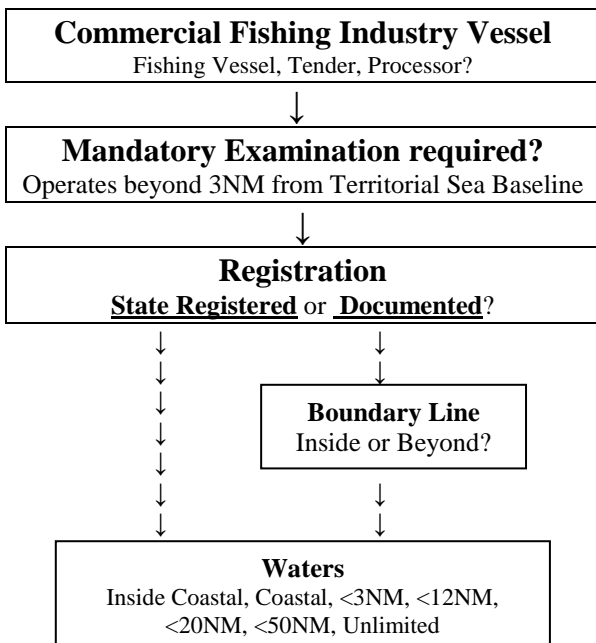 Commercial Fishing Industry Vessel
Fishing Vessel, Tender, Processor?
↓
Mandatory Examination required?
Operates beyond 3NM from Territorial Sea Baseline
↓
Registration
State Registered or Documented?
↓ ↓
↓ ↓
↓
Boundary Line
↓
Inside or Beyond?
↓
↓ ↓
↓ ↓
Waters
Inside Coastal, Coastal, <3NM, <12NM,
<20NM, <50NM, Unlimited